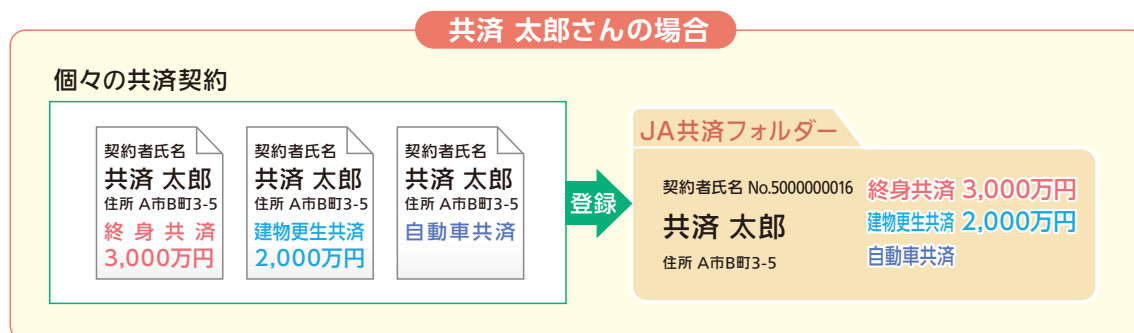 共済 太郎さんの場合
個々の共済契約
契約者氏名
共済 太郎
住所 A市B町3-5
終身共済
3,000万円
契約者氏名
共済 太郎
住所 A市B町3-5
建物更生共済
2,000万円
契約者氏名
共済 太郎
住所 A市B町3-5
自動車共済
登録
JA共済フォルダー
契約者氏名 No.5000000016
共済 太郎
住所 A市B町3-5
終身共済 3,000万円
建物更生共済 2,000万円
自動車共済